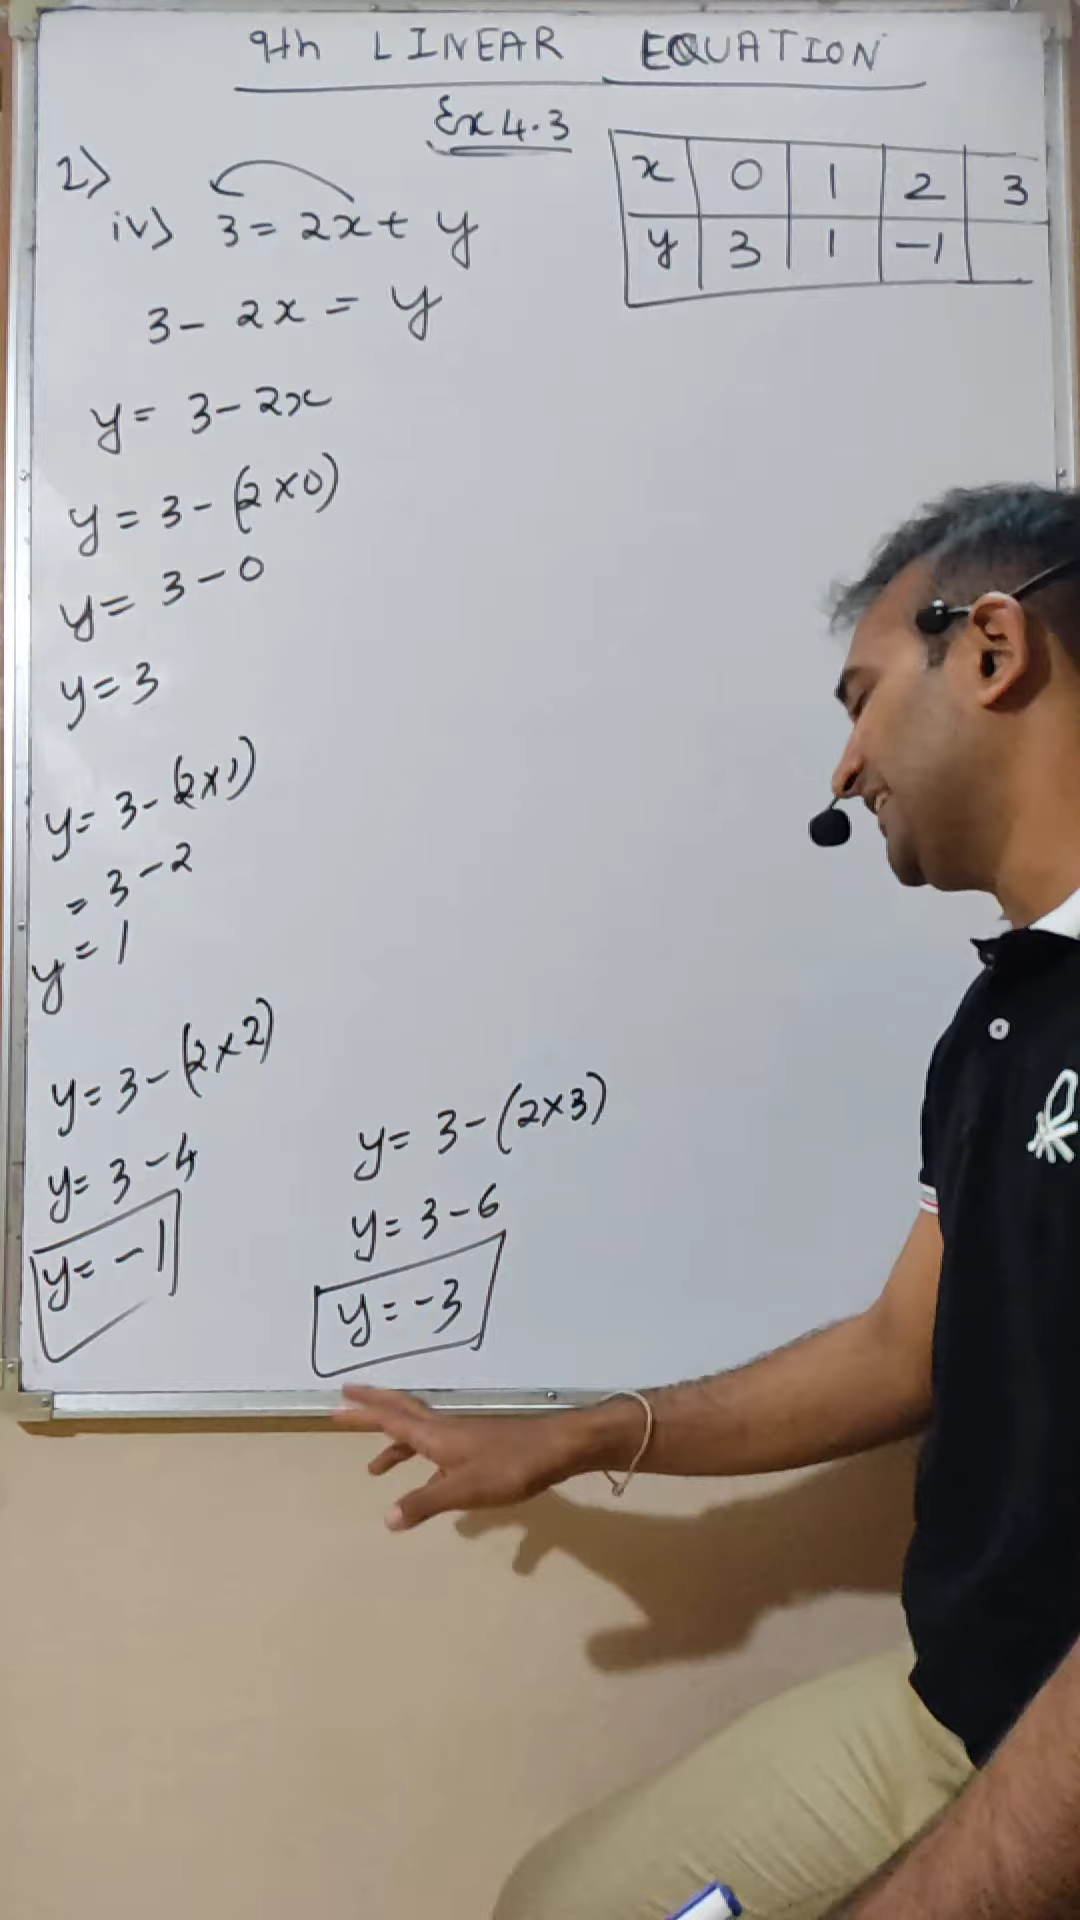 9th LINEAR EQUATION
Ex 4.3
2)
iv) 3 = 2x + y
x 0 1 2 3
y 3 1 -1
3 - 2x = y
y = 3 - 2x
y = 3 - (2 × 0)
y = 3 - 0
y = 3
y = 3 - (2 × 1)
= 3 - 2
y = 1
y = 3 - (2 × 2)
y = 3 - 4
y = -1
y = 3 - (2 × 3)
y = 3 - 6
y = -3